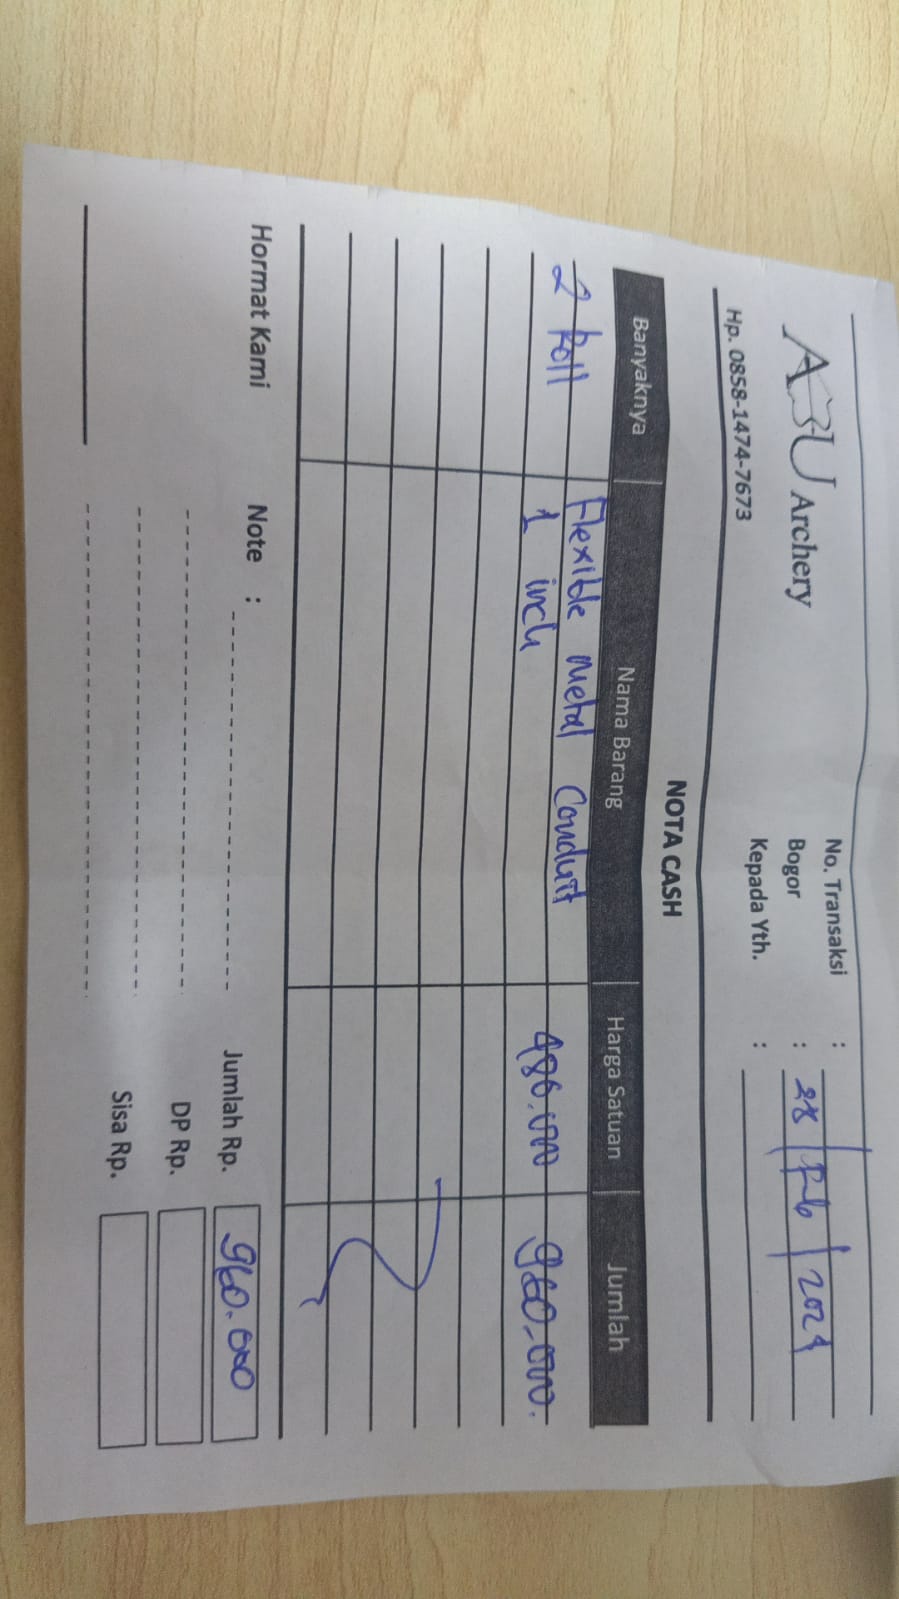 ABU Archery
Hp. 0858-1474-7673
No. Transaksi :
Bogor : 28 / Feb / 2024
Kepada Yth. :
NOTA CASH
Banyaknya Nama Barang Harga Satuan Jumlah
2 Roll Flexible metal Conduit 480.000 960.000.
1 inch
Hormat Kami
Note :
Jumlah Rp. 960.000
DP Rp.
Sisa Rp.